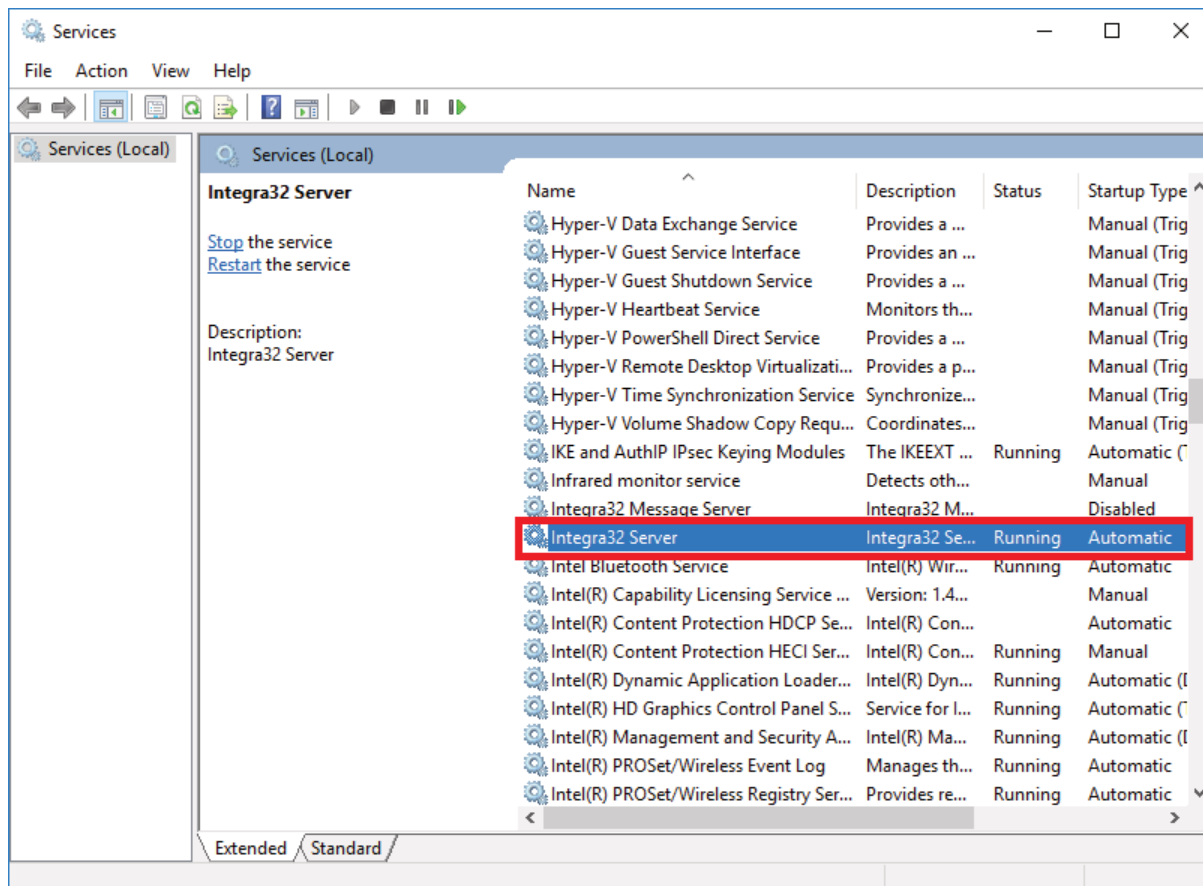 Services
File Action View Help
Services (Local)
Services (Local)
Integra32 Server
Stop the service
Restart the service
Description:
Integra32 Server
Name Description Status Startup Type
Hyper-V Data Exchange Service Provides a ... Manual (Trig
Hyper-V Guest Service Interface Provides an ... Manual (Trig
Hyper-V Guest Shutdown Service Provides a ... Manual (Trig
Hyper-V Heartbeat Service Monitors th... Manual (Trig
Hyper-V PowerShell Direct Service Provides a ... Manual (Trig
Hyper-V Remote Desktop Virtualizati... Provides a p... Manual (Trig
Hyper-V Time Synchronization Service Synchronize... Manual (Trig
Hyper-V Volume Shadow Copy Requ... Coordinates... Manual (Trig
IKE and AuthIP IPsec Keying Modules The IKEEXT ... Running Automatic (T
Infrared monitor service Detects oth... Manual
Integra32 Message Server Integra32 M... Disabled
Integra32 Server Integra32 Se... Running Automatic
Intel Bluetooth Service Intel(R) Wir... Running Automatic
Intel(R) Capability Licensing Service ... Version: 1.4... Manual
Intel(R) Content Protection HDCP Se... Intel(R) Con... Automatic
Intel(R) Content Protection HECI Ser... Intel(R) Con... Running Manual
Intel(R) Dynamic Application Loader... Intel(R) Dyn... Running Automatic (D
Intel(R) HD Graphics Control Panel S... Service for I... Running Automatic (T
Intel(R) Management and Security A... Intel(R) Ma... Running Automatic (D
Intel(R) PROSet/Wireless Event Log Manages th... Running Automatic
Intel(R) PROSet/Wireless Registry Ser... Provides re... Running Automatic
Extended Standard